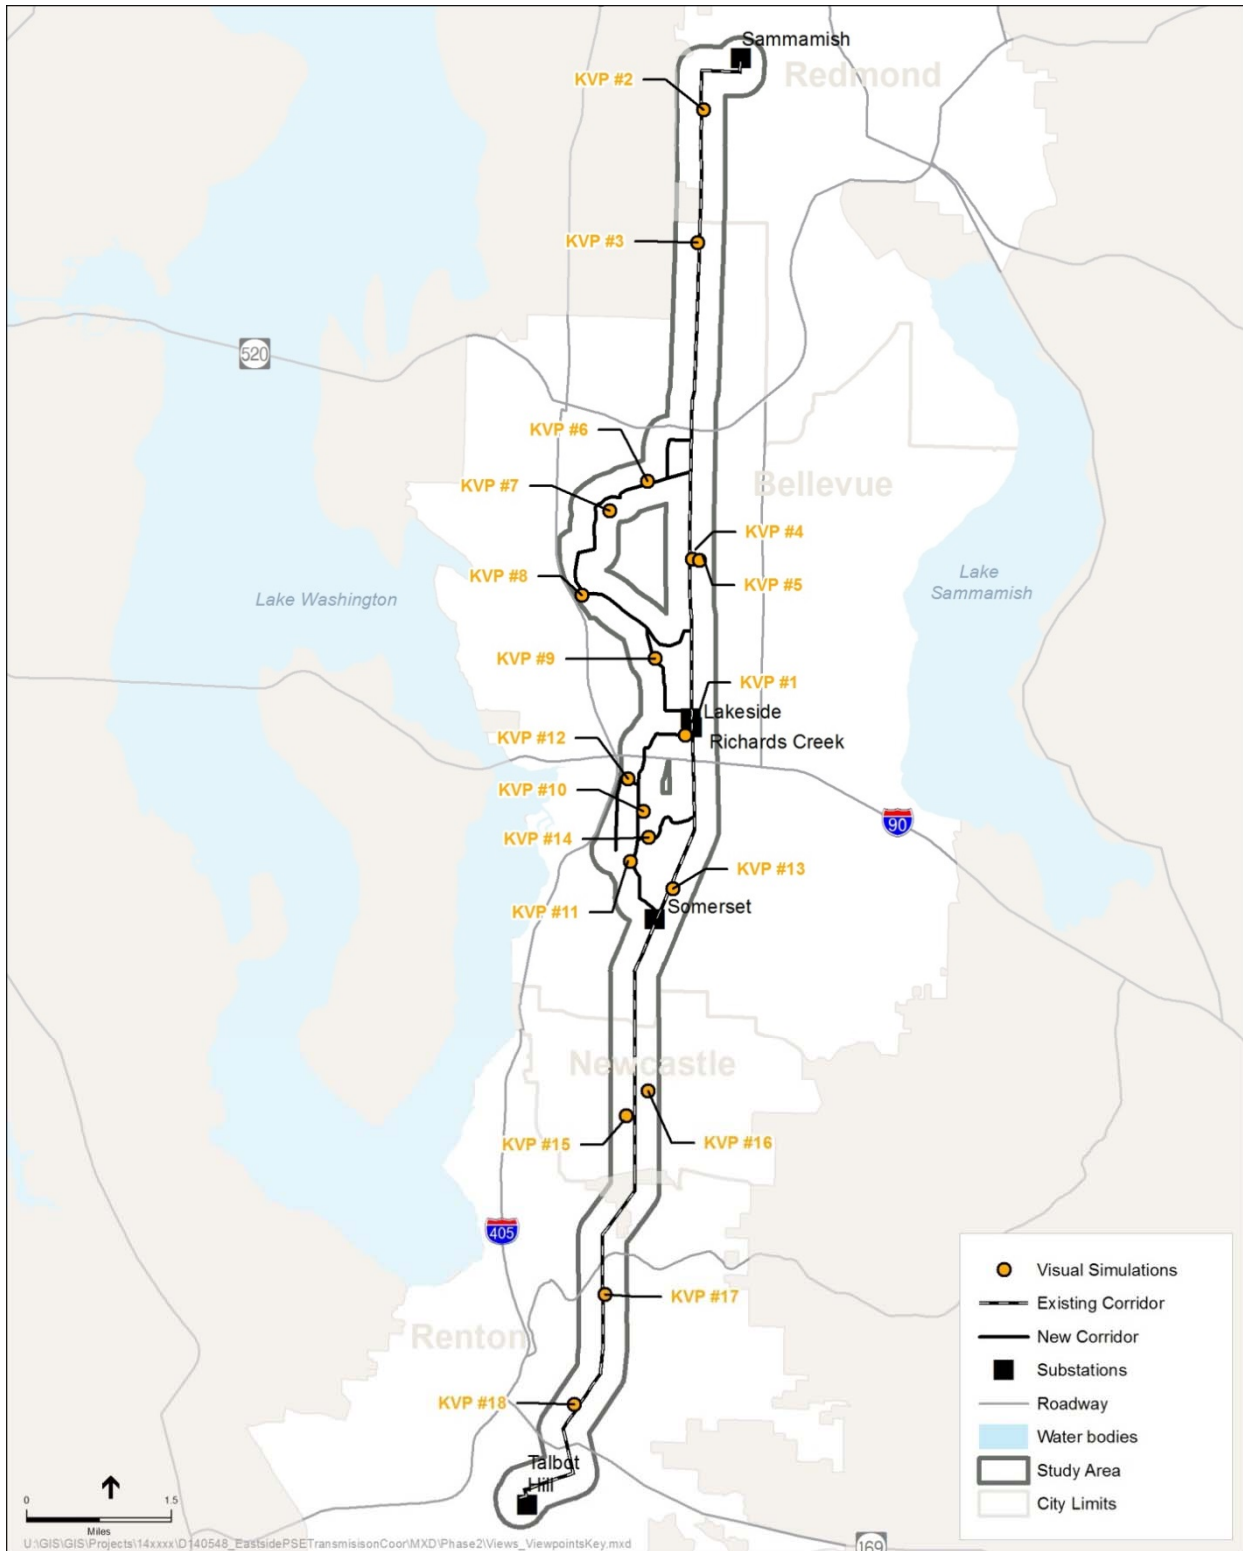 Sammamish
KVP #2
Redmond
KVP #3
520
KVP #6
KVP #7
Bellevue
KVP #4
KVP #8
KVP #5
Lake Washington
Lake
Sammamish
KVP #9
KVP #1
Lakeside
KVP #12
Richards Creek
KVP #10
90
KVP #14
KVP #13
KVP #11
Somerset
Newcastle
KVP #15
KVP #16
405
KVP #17
Renton
KVP #18
Talbot
Hill
Visual Simulations
Existing Corridor
New Corridor
Substations
Roadway
Water bodies
Study Area
City Limits
0
1.5
Miles
U:\GIS\GIS\Projects\14xxxx\D140548_EastsidePSETransmisisonCoor\MXD\Phase2\Views_ViewpointsKey.mxd
169